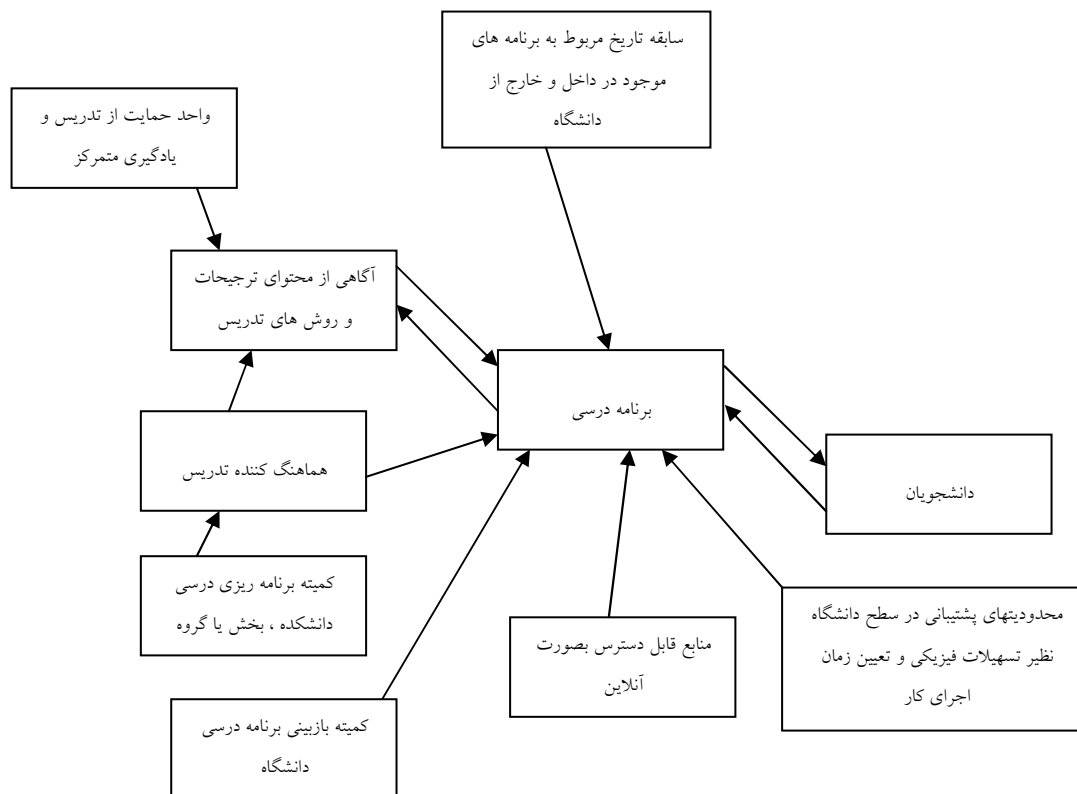 سابقه تاریخ مربوط به برنامه های
موجود در داخل و خارج از
دانشگاه
واحد حمایت از تدریس و
یادگیری متمرکز
آگاهی از محتوای ترجیحات
و روش های تدریس
برنامه درسی
هماهنگ کننده تدریس
دانشجویان
کمیته برنامه ریزی درسی
دانشکده ، بخش یا گروه
محدودیتهای پشتیبانی در سطح دانشگاه
نظیر تسهیلات فیزیکی و تعیین زمان
اجرای کار
منابع قابل دسترس بصورت
آنلاین
کمیته بازبینی برنامه درسی
دانشگاه